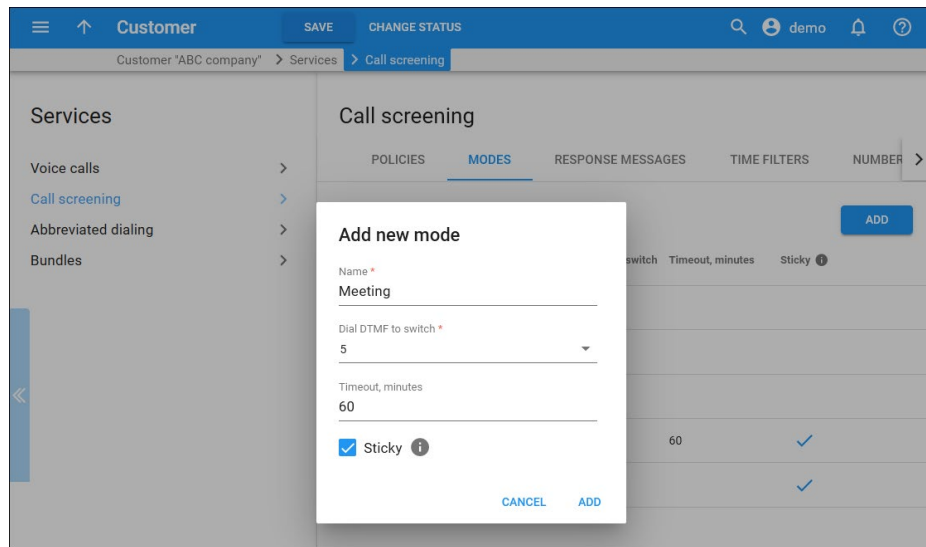 Customer
SAVE
CHANGE STATUS
demo
Customer "ABC company" > Services > Call screening
Services
Voice calls
Call screening
Abbreviated dialing
Bundles
Call screening
POLICIES
MODES
RESPONSE MESSAGES
TIME FILTERS
NUMBER
ADD
switch
Timeout, minutes
Sticky
60
Add new mode
Name *
Meeting
Dial DTMF to switch *
5
Timeout, minutes
60
Sticky
CANCEL
ADD